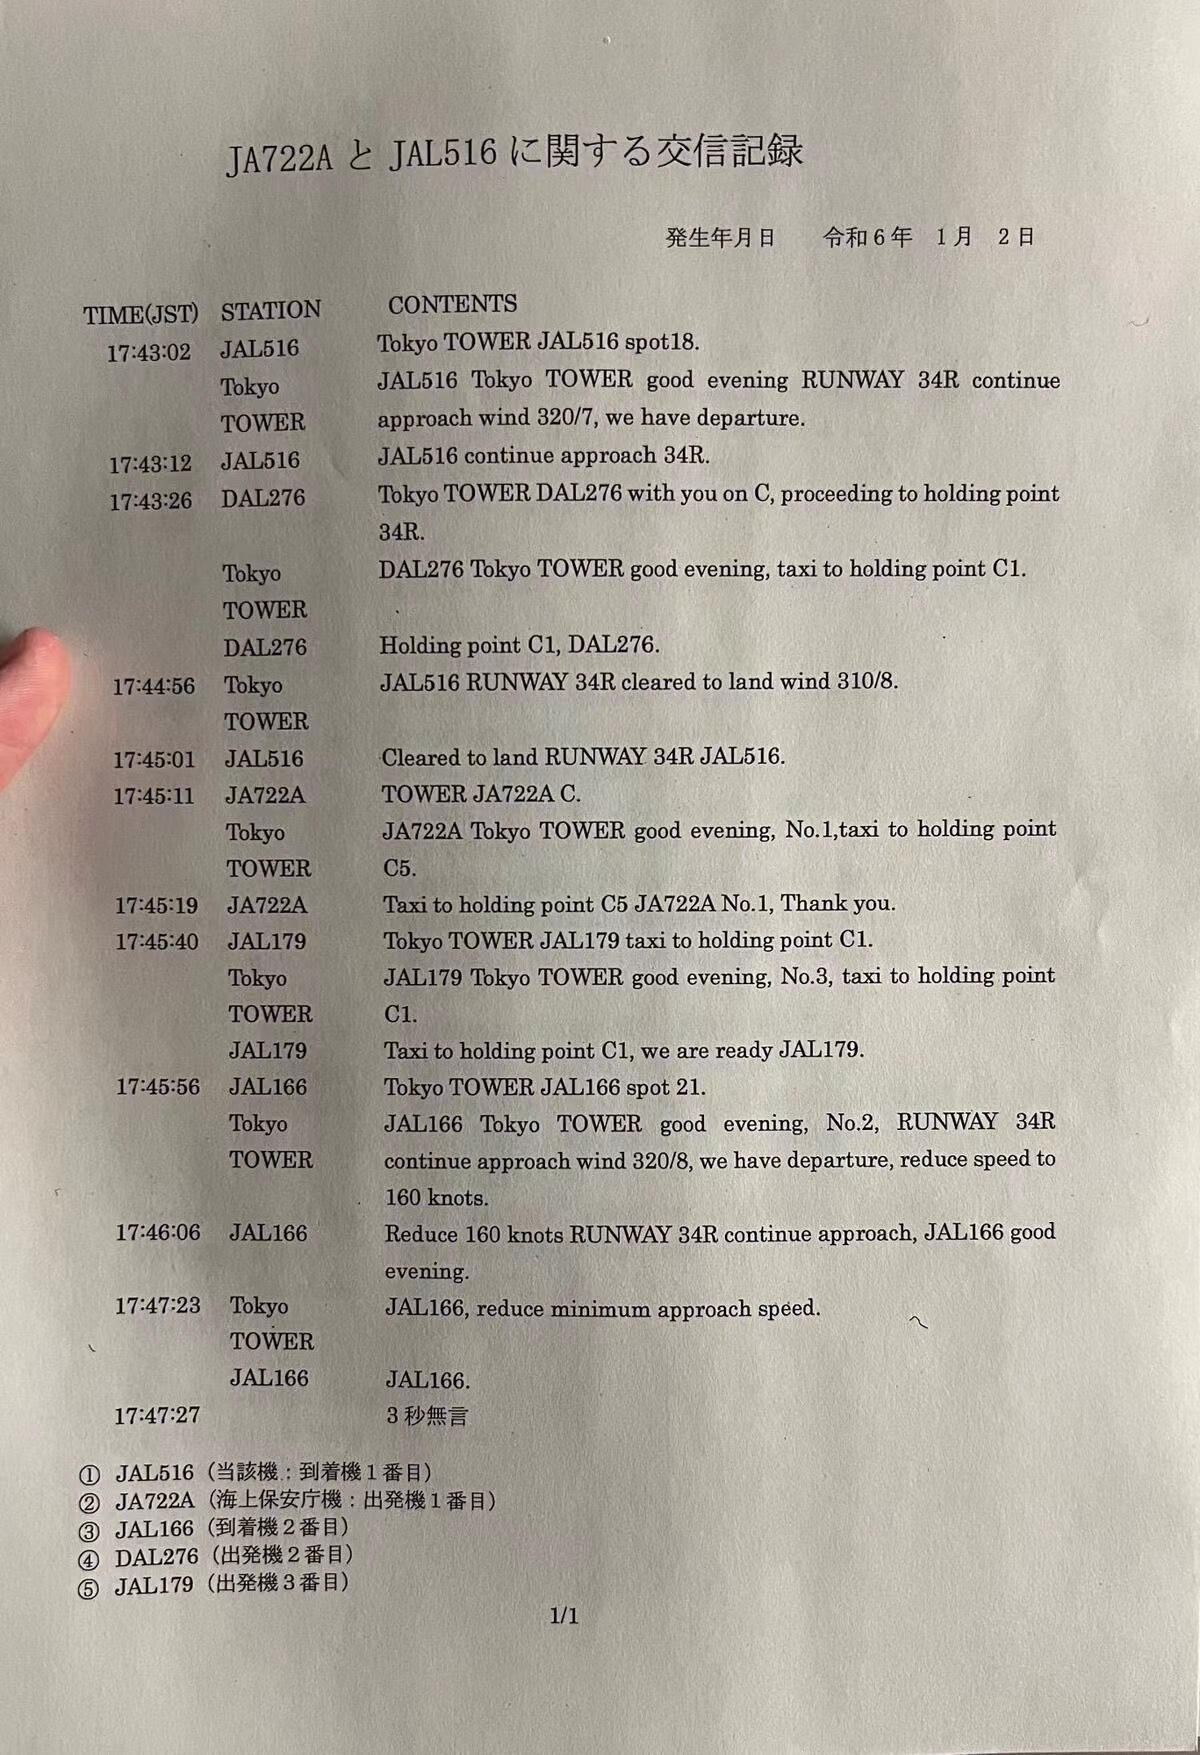 JA722A と JAL516 に関する交信記録
発生年月日　　令和6年　1月　2日
TIME(JST) STATION CONTENTS
17:43:02 JAL516 Tokyo TOWER JAL516 spot18.
Tokyo JAL516 Tokyo TOWER good evening RUNWAY 34R continue
TOWER approach wind 320/7, we have departure.
17:43:12 JAL516 JAL516 continue approach 34R.
17:43:26 DAL276 Tokyo TOWER DAL276 with you on C, proceeding to holding point
34R.
Tokyo DAL276 Tokyo TOWER good evening, taxi to holding point C1.
TOWER
DAL276 Holding point C1, DAL276.
17:44:56 Tokyo JAL516 RUNWAY 34R cleared to land wind 310/8.
TOWER
17:45:01 JAL516 Cleared to land RUNWAY 34R JAL516.
17:45:11 JA722A TOWER JA722A C.
Tokyo JA722A Tokyo TOWER good evening, No.1,taxi to holding point
TOWER C5.
17:45:19 JA722A Taxi to holding point C5 JA722A No.1, Thank you.
17:45:40 JAL179 Tokyo TOWER JAL179 taxi to holding point C1.
Tokyo JAL179 Tokyo TOWER good evening, No.3, taxi to holding point
TOWER C1.
JAL179 Taxi to holding point C1, we are ready JAL179.
17:45:56 JAL166 Tokyo TOWER JAL166 spot 21.
Tokyo JAL166 Tokyo TOWER good evening, No.2, RUNWAY 34R
TOWER continue approach wind 320/8, we have departure, reduce speed to
160 knots.
17:46:06 JAL166 Reduce 160 knots RUNWAY 34R continue approach, JAL166 good
evening.
17:47:23 Tokyo JAL166, reduce minimum approach speed.
TOWER
JAL166 JAL166.
17:47:27 3秒無言
① JAL516（当該機：到着機1番目）
② JA722A（海上保安庁機：出発機1番目）
③ JAL166（到着機2番目）
④ DAL276（出発機2番目）
⑤ JAL179（出発機3番目）
1/1